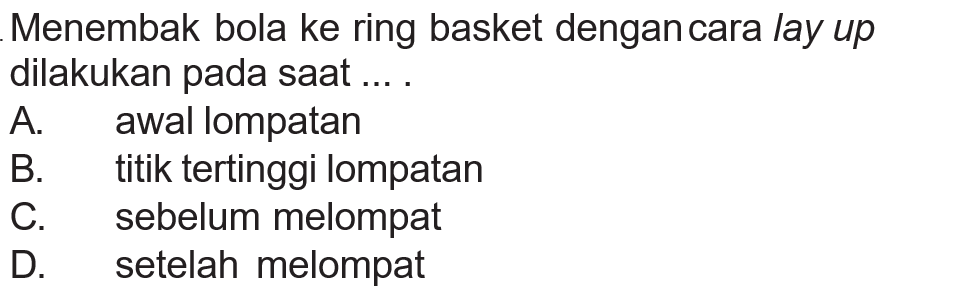 Menembak bola ke ring basket dengan cara lay up
dilakukan pada saat ... .
A. awal lompatan
B. titik tertinggi lompatan
C. sebelum melompat
D. setelah melompat